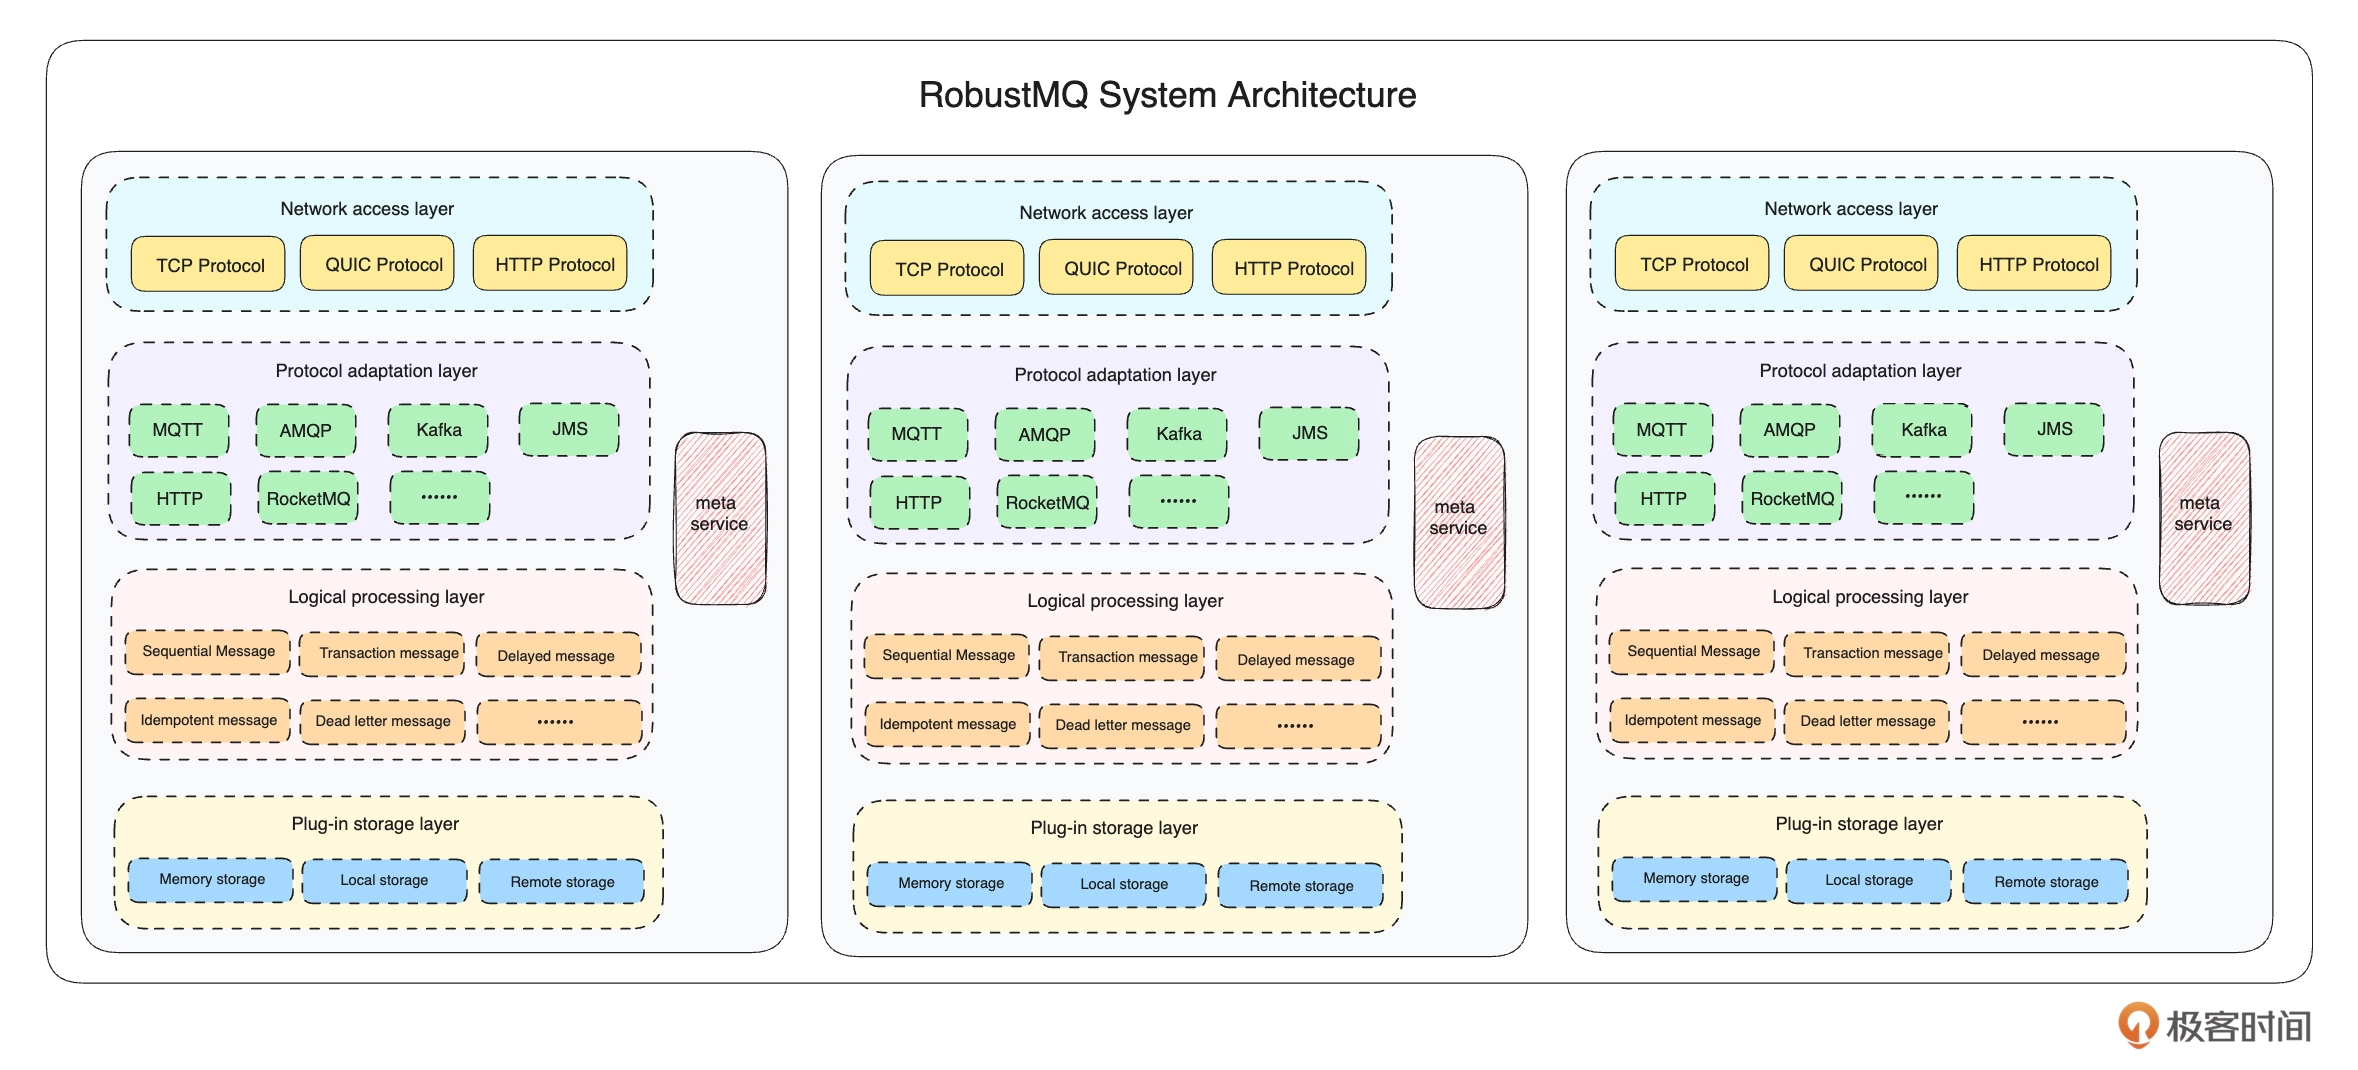 RobustMQ System Architecture
Network access layer
TCP Protocol
QUIC Protocol
HTTP Protocol
Protocol adaptation layer
MQTT
AMQP
Kafka
JMS
HTTP
RocketMQ
••••••
meta
service
Logical processing layer
Sequential Message
Transaction message
Delayed message
Idempotent message
Dead letter message
••••••
Plug-in storage layer
Memory storage
Local storage
Remote storage
Network access layer
TCP Protocol
QUIC Protocol
HTTP Protocol
Protocol adaptation layer
MQTT
AMQP
Kafka
JMS
HTTP
RocketMQ
••••••
meta
service
Logical processing layer
Sequential Message
Transaction message
Delayed message
Idempotent message
Dead letter message
••••••
Plug-in storage layer
Memory storage
Local storage
Remote storage
Network access layer
TCP Protocol
QUIC Protocol
HTTP Protocol
Protocol adaptation layer
MQTT
AMQP
Kafka
JMS
HTTP
RocketMQ
••••••
meta
service
Logical processing layer
Sequential Message
Transaction message
Delayed message
Idempotent message
Dead letter message
••••••
Plug-in storage layer
Memory storage
Local storage
Remote storage
极客时间